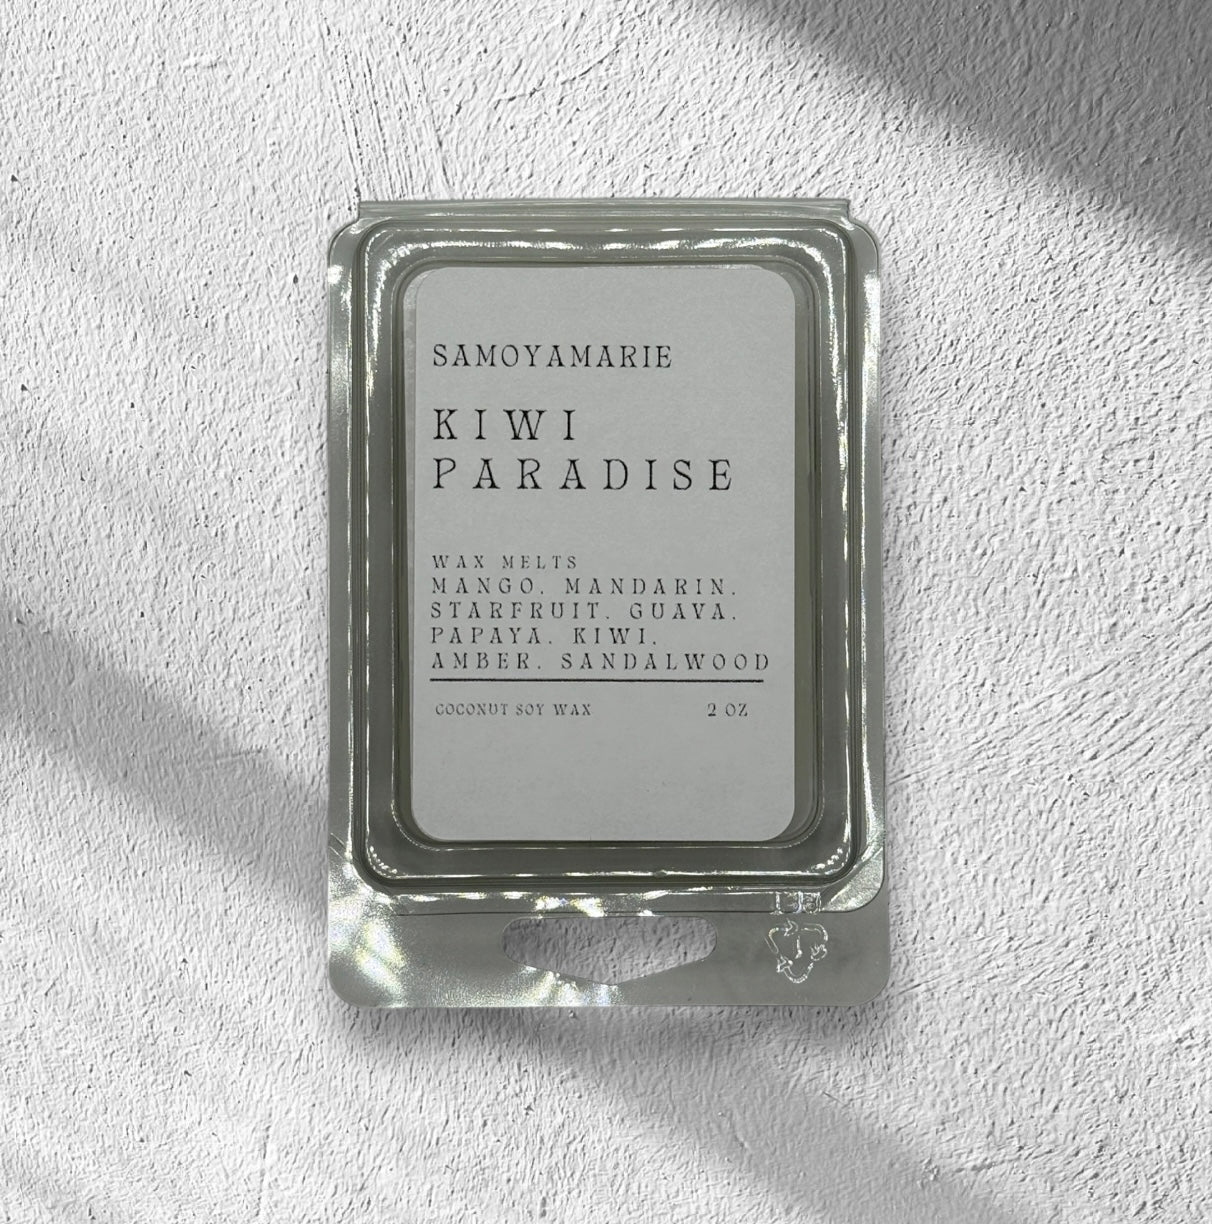 SAMOYAMARIE
KIWI
PARADISE
WAX MELTS
MANGO, MANDARIN,
STARFRUIT, GUAVA,
PAPAYA, KIWI,
AMBER, SANDALWOOD
COCONUT SOY WAX 2 OZ